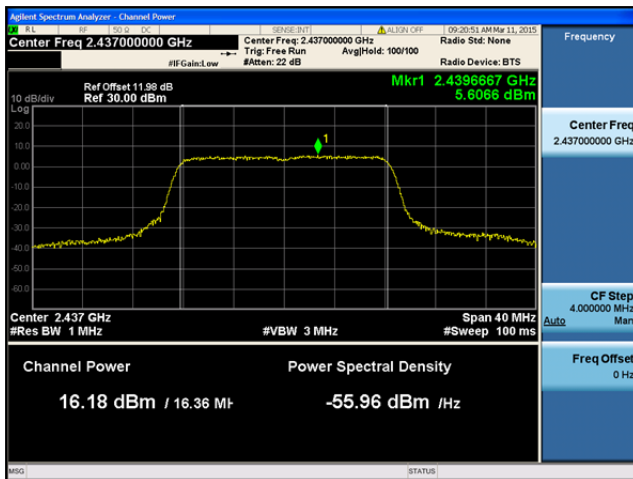 Agilent Spectrum Analyzer - Channel Power
RL RF 50 Ω DC SENSE:INT ALIGN OFF 09:20:51 AM Mar 11, 2015
Center Freq 2.437000000 GHz
Center Freq: 2.437000000 GHz
Radio Std: None
Trig: Free Run Avg|Hold: 100/100
#IFGain:Low #Atten: 22 dB Radio Device: BTS
Mkr1 2.4396667 GHz
5.6066 dBm
Ref Offset 11.98 dB
10 dB/div Ref 30.00 dBm
Log
20.0
10.0
0.00
-10.0
-20.0
-30.0
-40.0
-50.0
-60.0
1
Center 2.437 GHz Span 40 MHz
#Res BW 1 MHz #VBW 3 MHz #Sweep 100 ms
Channel Power Power Spectral Density
16.18 dBm / 16.36 MH -55.96 dBm /Hz
MSG STATUS
Frequency
Center Freq
2.437000000 GHz
CF Step
4.000000 MHz
Auto Man
Freq Offset
0 Hz